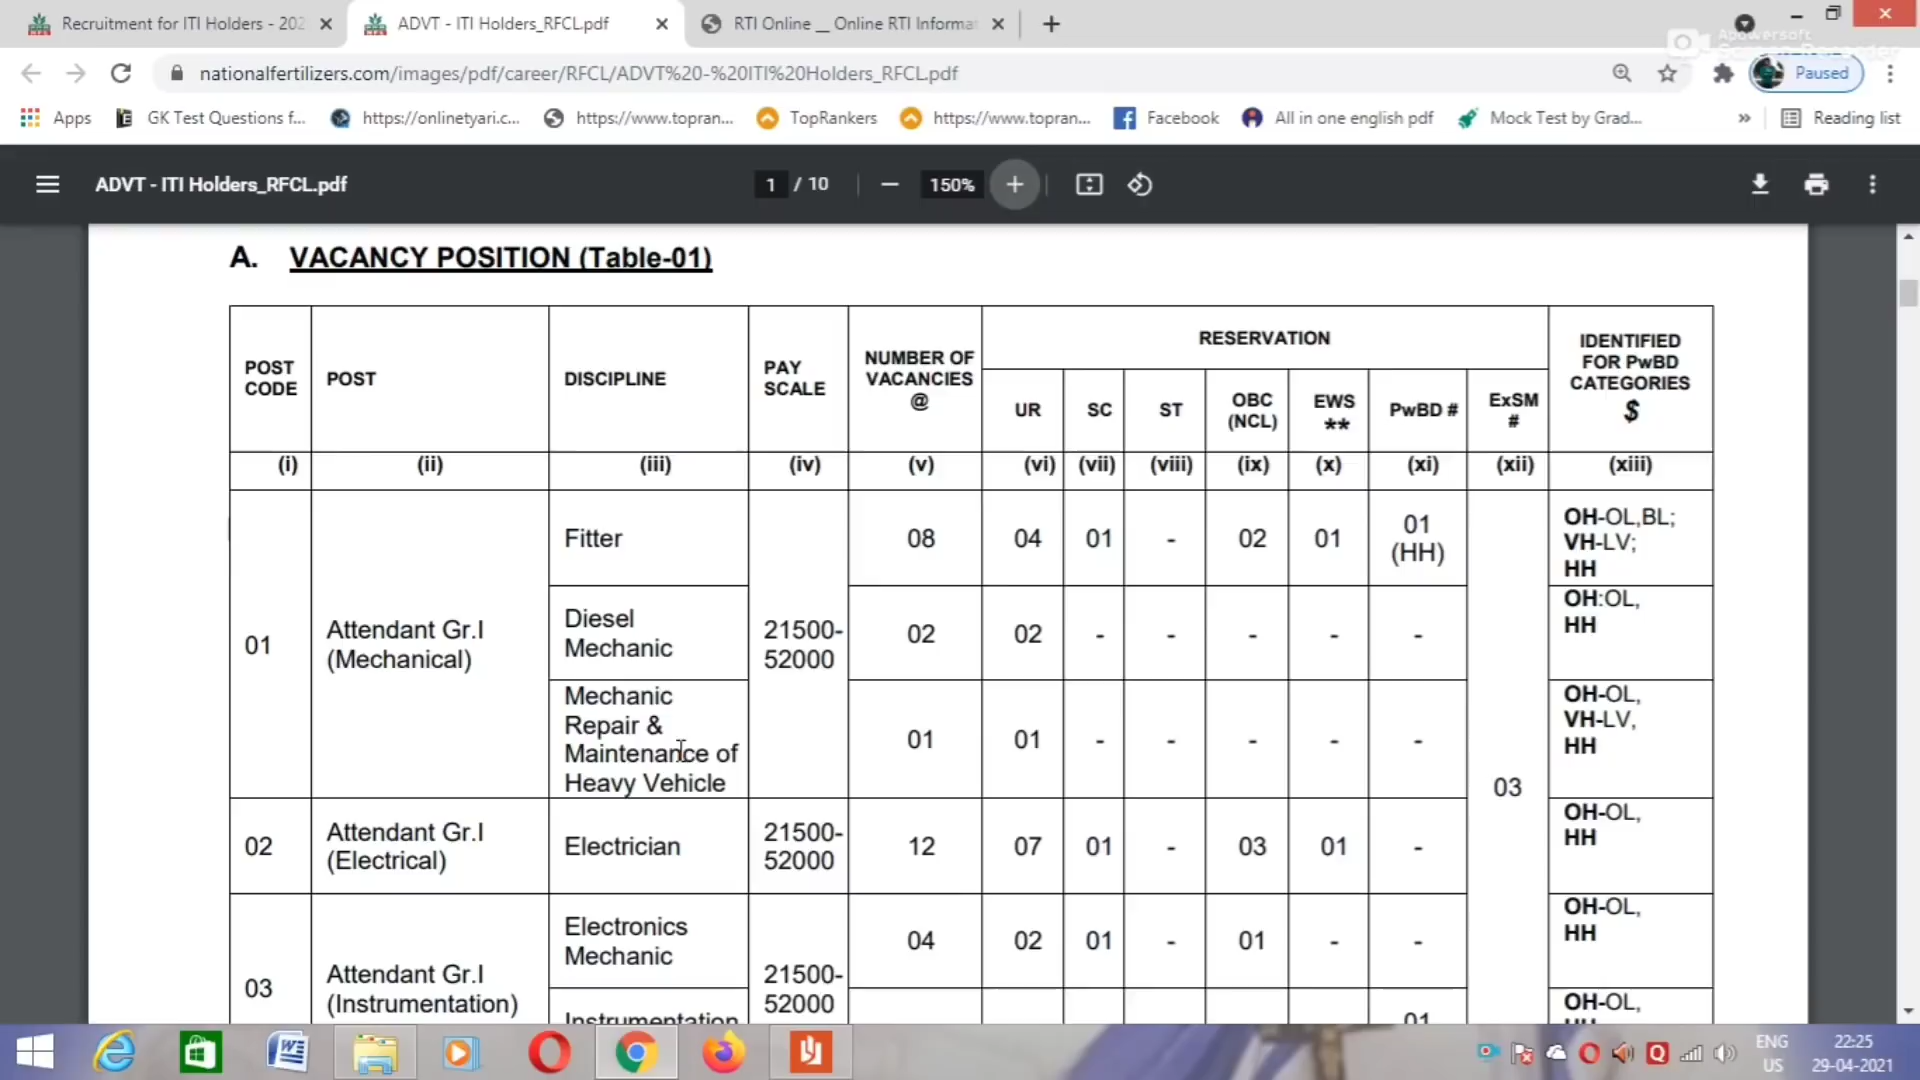 Recruitment for ITI Holders - 202
ADVT - ITI Holders_RFCL.pdf
RTI Online __ Online RTI Informa
Apowersoft
Screen Recorder
nationalfertilizers.com/images/pdf/career/RFCL/ADVT%20-%20ITI%20Holders_RFCL.pdf
Paused
Apps
GK Test Questions f...
https://onlinetyari.c...
https://www.topran...
TopRankers
https://www.topran...
Facebook
All in one english pdf
Mock Test by Grad...
»
Reading list
ADVT - ITI Holders_RFCL.pdf
1 / 10
150%
A. VACANCY POSITION (Table-01)
POST CODE
POST
DISCIPLINE
PAY SCALE
NUMBER OF VACANCIES @
RESERVATION
IDENTIFIED FOR PwBD CATEGORIES $
UR
SC
ST
OBC (NCL)
EWS **
PwBD #
ExSM #
(i) (ii) (iii) (iv) (v) (vi) (vii) (viii) (ix) (x) (xi) (xii) (xiii)
01
Attendant Gr.I
(Mechanical)
21500-
52000
Fitter
08 04 01 - 02 01 01
(HH)
OH-OL,BL;
VH-LV;
HH
Diesel
Mechanic
02 02 - - - - -
OH:OL,
HH
Mechanic
Repair &
Maintenance of
Heavy Vehicle
01 01 - - - - -
OH-OL,
VH-LV,
HH
03
02
Attendant Gr.I
(Electrical)
Electrician
21500-
52000
12 07 01 - 03 01 -
OH-OL,
HH
03
Attendant Gr.I
(Instrumentation)
Electronics
Mechanic
21500-
52000
04 02 01 - 01 - -
OH-OL,
HH
Instrumentation
01
OH-OL,
HH
ENG
US
22:25
29-04-2021